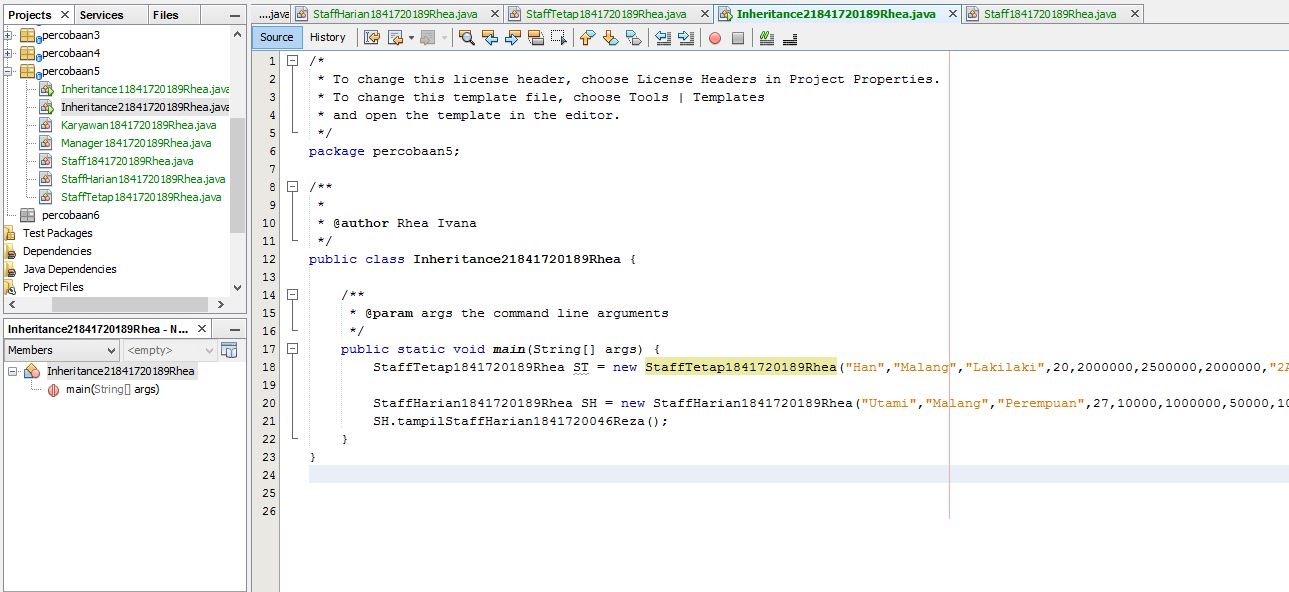 Projects
Services
Files
percobaan3
percobaan4
percobaan5
Inheritance11841720189Rhea.java
Inheritance21841720189Rhea.java
Karyawan1841720189Rhea.java
Manager1841720189Rhea.java
Staff1841720189Rhea.java
StaffHarian1841720189Rhea.java
StaffTetap1841720189Rhea.java
percobaan6
Test Packages
Dependencies
Java Dependencies
Project Files
Inheritance21841720189Rhea - N...
Members
<empty>
Inheritance21841720189Rhea
main(String[] args)
....java
StaffHarian1841720189Rhea.java
StaffTetap1841720189Rhea.java
Inheritance21841720189Rhea.java
Staff1841720189Rhea.java
Source
History
1 /*
2 * To change this license header, choose License Headers in Project Properties.
3 * To change this template file, choose Tools | Templates
4 * and open the template in the editor.
5 */
6 package percobaan5;
7
8 /**
9 *
10 * @author Rhea Ivana
11 */
12 public class Inheritance21841720189Rhea {
13
14 /**
15 * @param args the command line arguments
16 */
17 public static void main(String[] args) {
18 StaffTetap1841720189Rhea ST = new StaffTetap1841720189Rhea("Han","Malang","Lakilaki",20,2000000,2500000,2000000,"2A
19
20 StaffHarian1841720189Rhea SH = new StaffHarian1841720189Rhea("Utami","Malang","Perempuan",27,10000,1000000,50000,10
21 SH.tampilStaffHarian1841720046Reza();
22 }
23 }
24
25
26